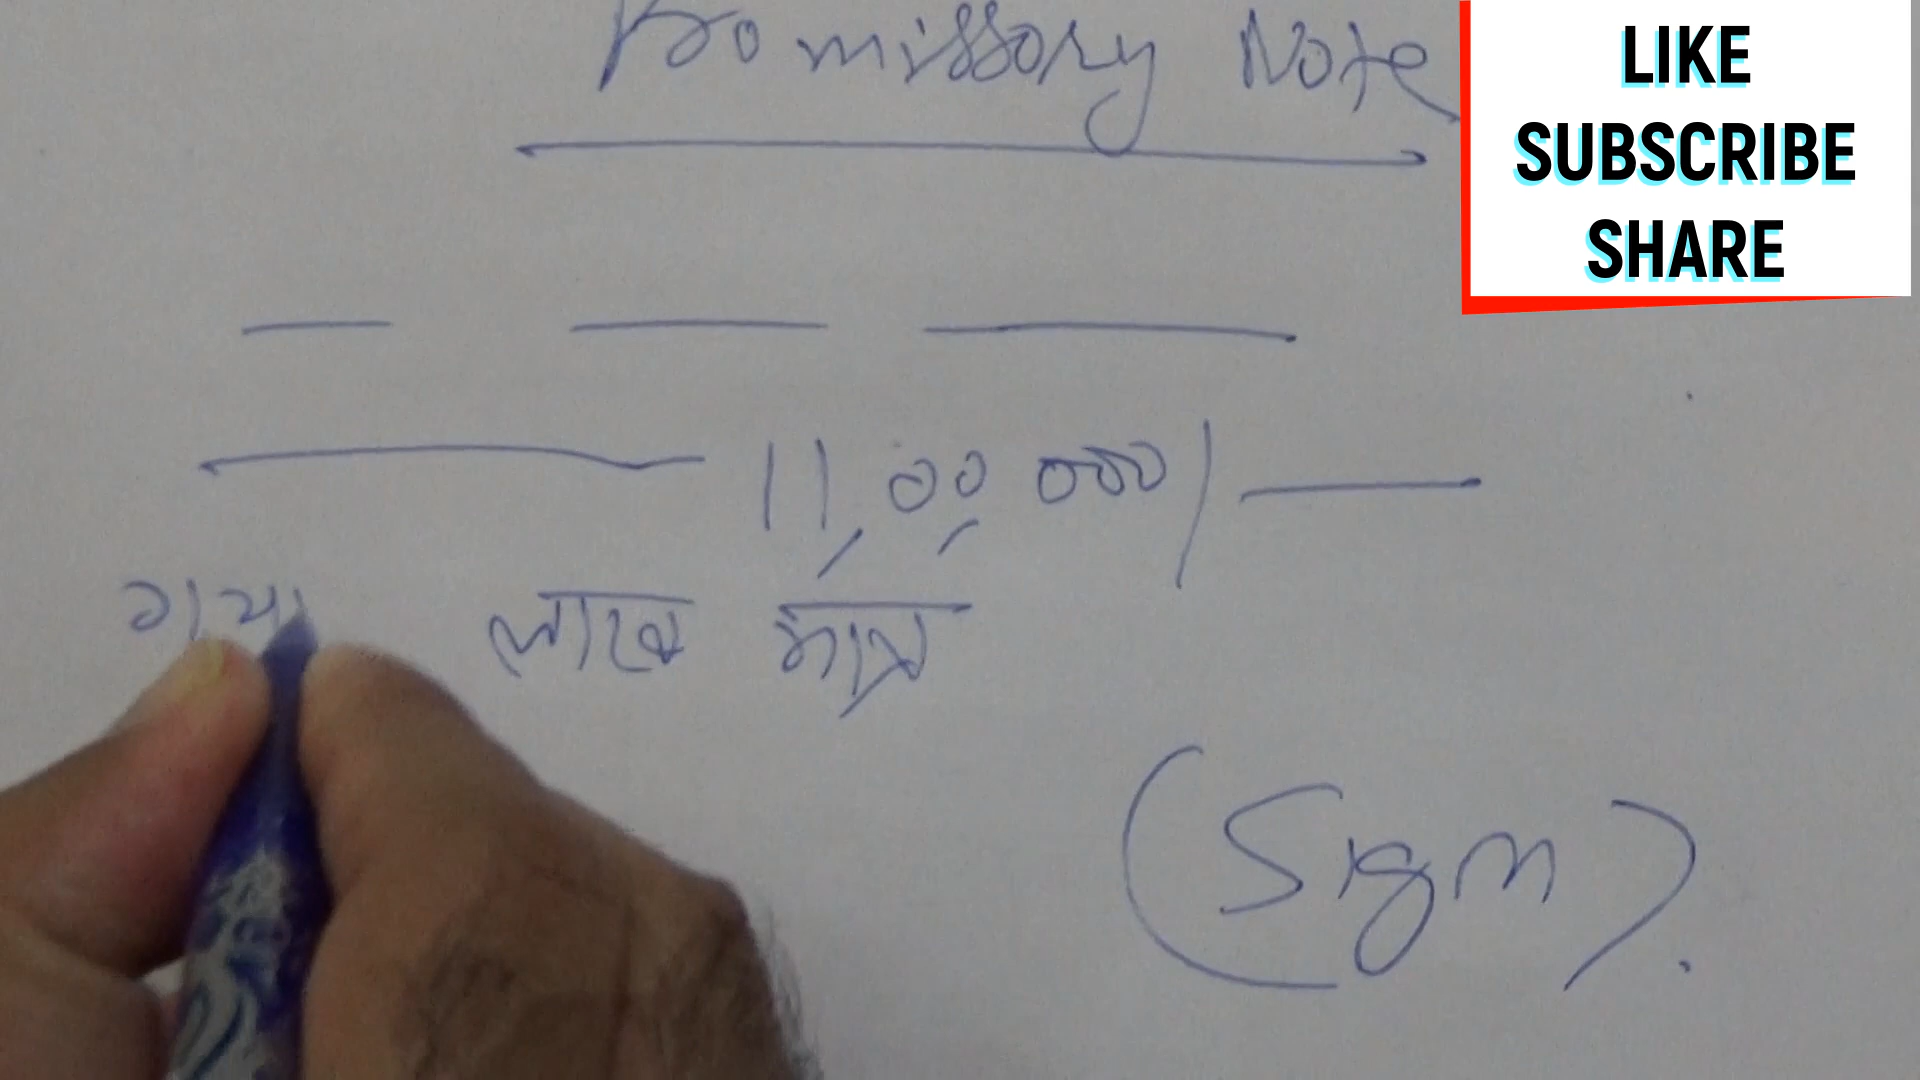 Promissory Note
LIKE
SUBSCRIBE
SHARE
11,00,000/
লাখ মাত্র
(Sign).